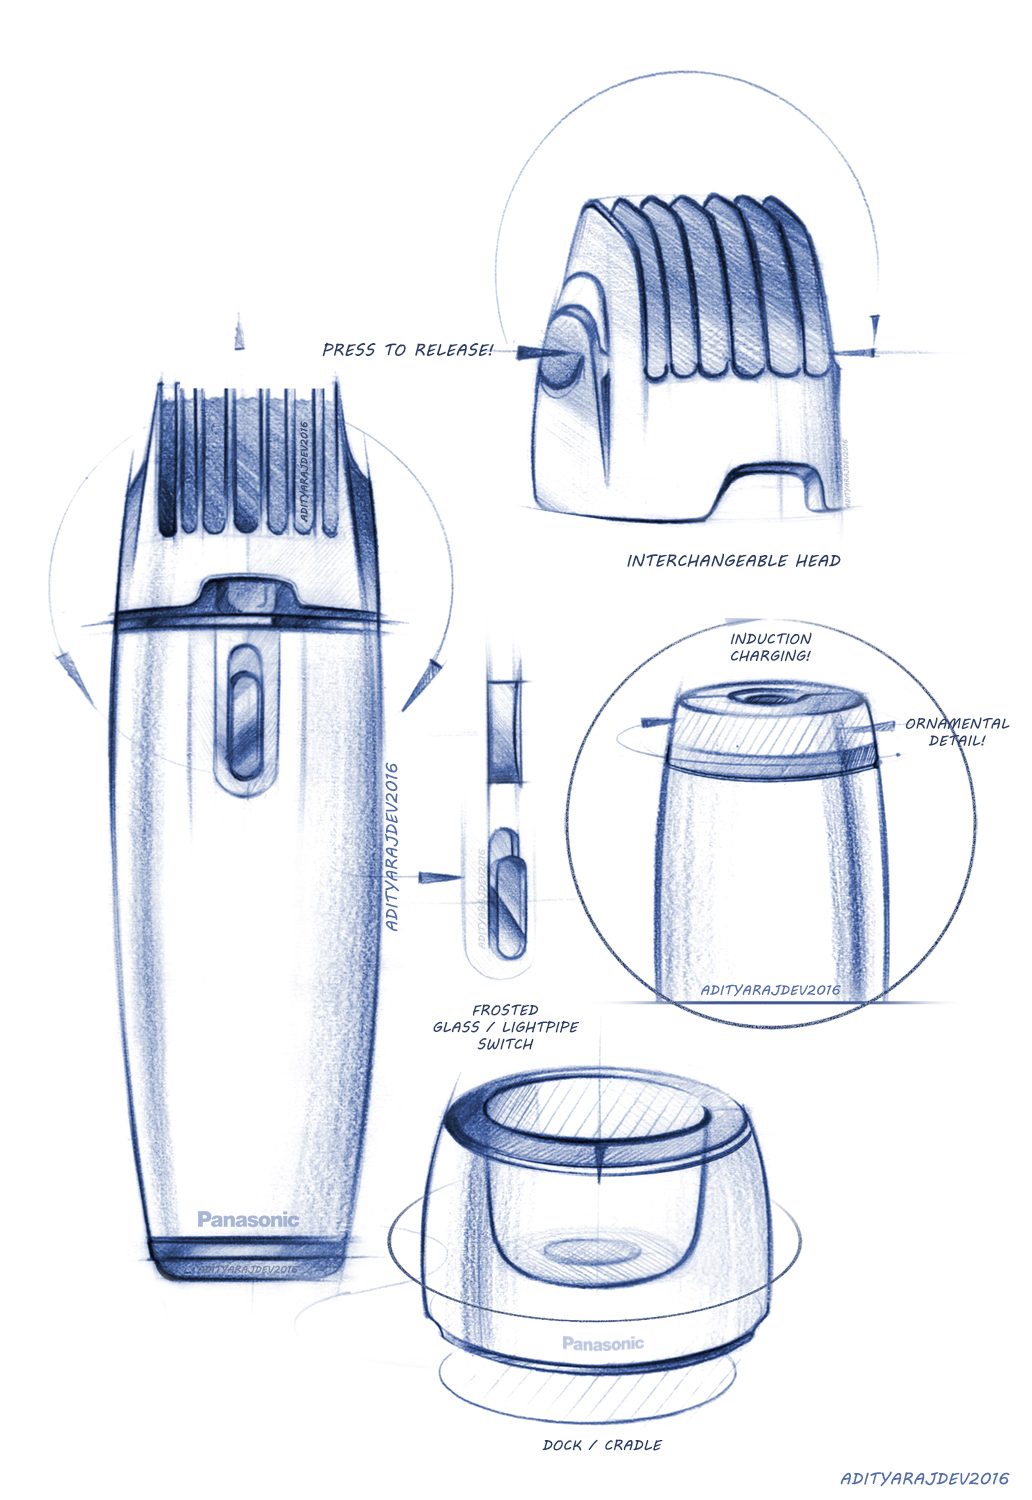 PRESS TO RELEASE!
ADITYARAJDEV2016
ADITYARAJDEV2016
INTERCHANGEABLE HEAD
INDUCTION
CHARGING!
ORNAMENTAL
DETAIL!
ADITYARAJDEV2016
ADITYARAJDEV2016
ADITYARAJDEV2016
FROSTED
GLASS / LIGHTPIPE
SWITCH
Panasonic
ADITYARAJDEV2016
Panasonic
DOCK / CRADLE
ADITYARAJDEV2016